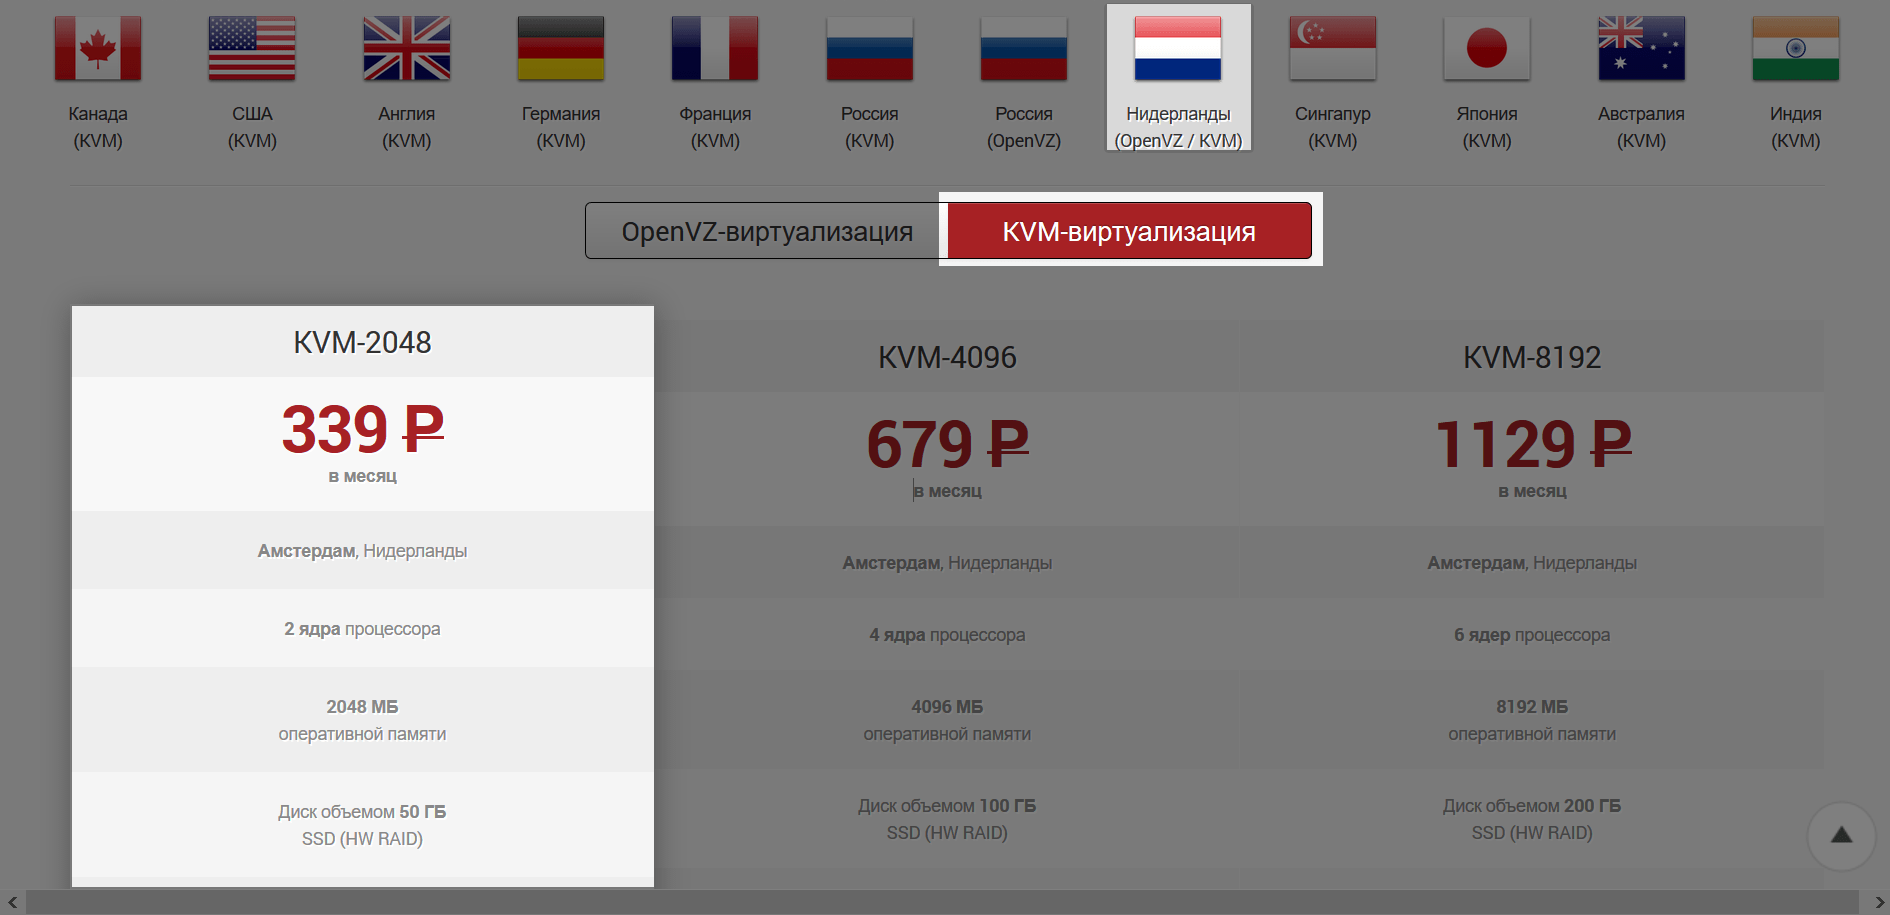 Канада
(KVM)
США
(KVM)
Англия
(KVM)
Германия
(KVM)
Франция
(KVM)
Россия
(KVM)
Россия
(OpenVZ)
Нидерланды
(OpenVZ / KVM)
Сингапур
(KVM)
Япония
(KVM)
Австралия
(KVM)
Индия
(KVM)
OpenVZ-виртуализация
KVM-виртуализация
KVM-2048
339 ₽
в месяц
Амстердам, Нидерланды
2 ядра процессора
2048 МБ
оперативной памяти
Диск объемом 50 ГБ
SSD (HW RAID)
KVM-4096
679 ₽
в месяц
Амстердам, Нидерланды
4 ядра процессора
4096 МБ
оперативной памяти
Диск объемом 100 ГБ
SSD (HW RAID)
KVM-8192
1129 ₽
в месяц
Амстердам, Нидерланды
6 ядер процессора
8192 МБ
оперативной памяти
Диск объемом 200 ГБ
SSD (HW RAID)